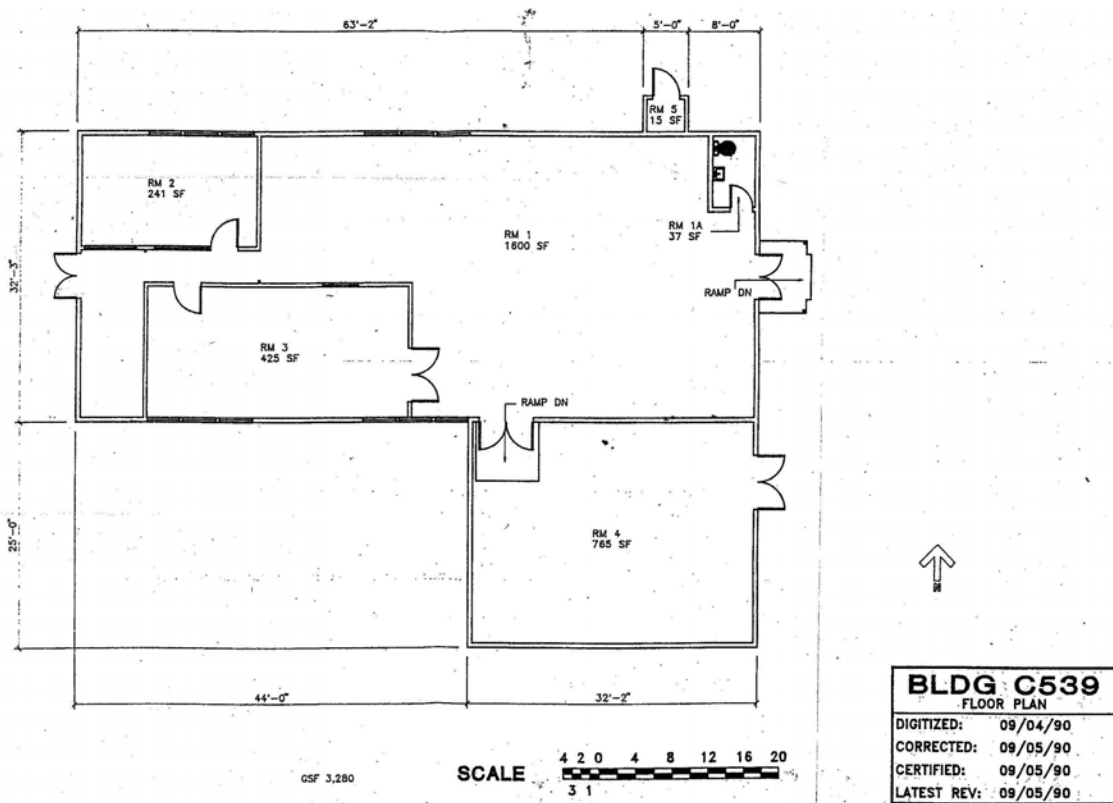 63'-2"
5'-0"
8'-0"
RM 5
15 SF
RM 2
241 SF
RM 1
1600 SF
RM 1A
37 SF
32'-3"
RAMP DN
RM 3
425 SF
RAMP DN
RM 4
765 SF
25'-0"
N
44'-0"
32'-2"
GSF 3,280
SCALE
4 2 0 4 8 12 16 20
3 1
BLDG C539
FLOOR PLAN
DIGITIZED: 09/04/90
CORRECTED: 09/05/90
CERTIFIED: 09/05/90
LATEST REV: 09/05/90